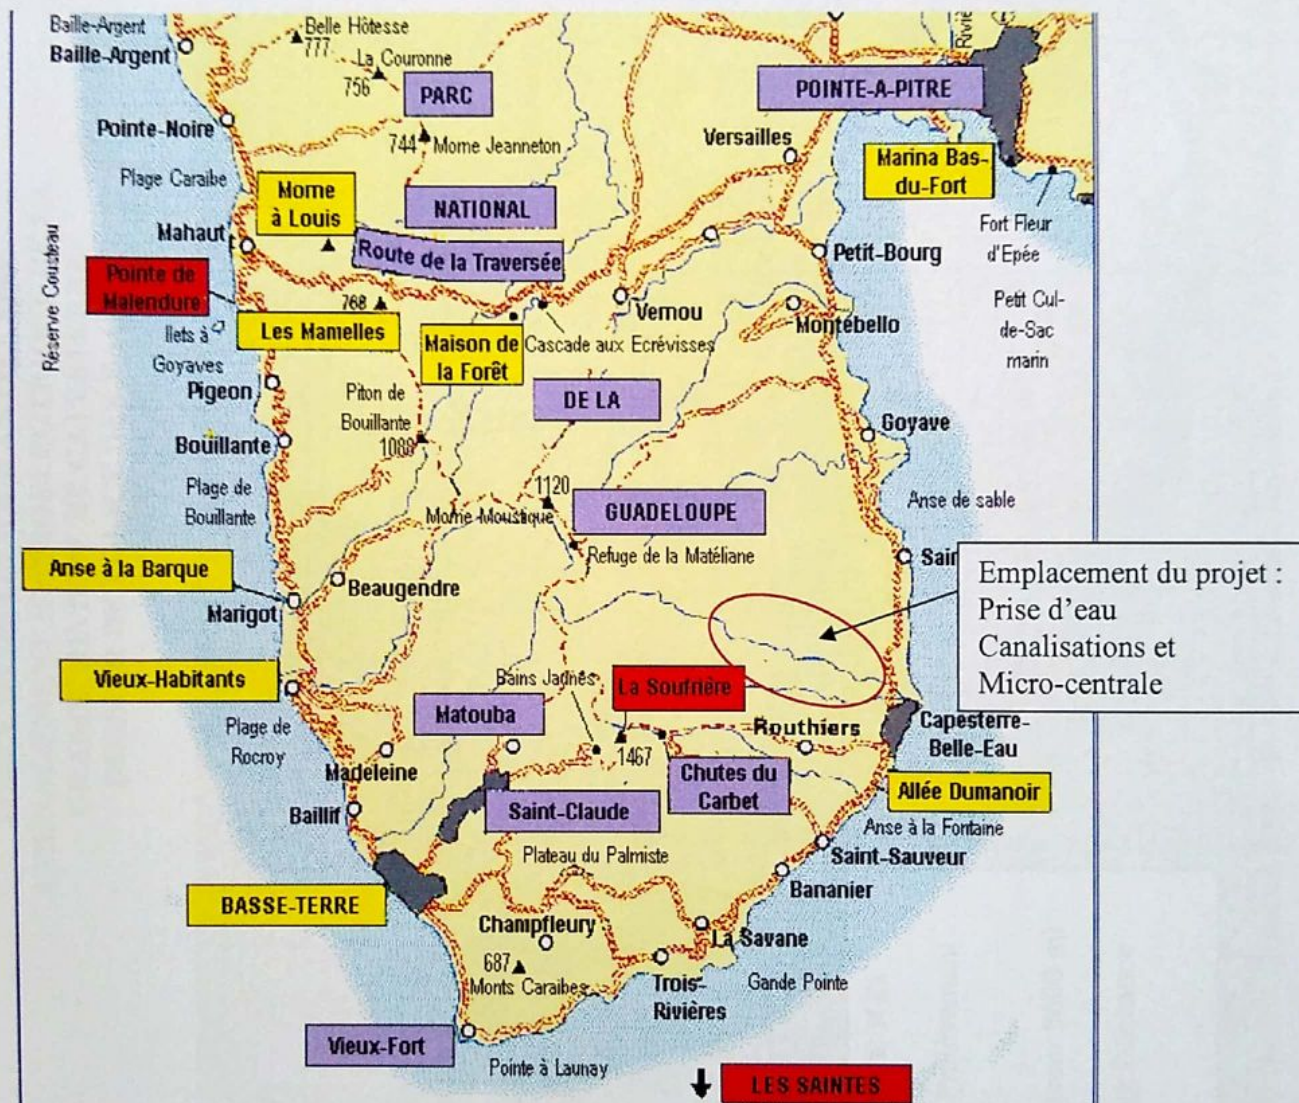 Baille-Argent
Baille-Argent
Belle Hôtesse
777
La Couronne
756
PARC
POINTE-A-PITRE
Pointe-Noire
744
Morne Jeanneton
Versailles
Marina Bas-
du-Fort
Plage Caraibe
Morne
à Louis
NATIONAL
Fort Fleur
d'Epée
Mahaut
Route de la Traversée
Petit-Bourg
Réserve Cousteau
Pointe de
Malendure
768
Les Mamelles
Vernou
Montébello
Petit Cul-
de-Sac
marin
Ilets à
Goyaves
Maison de
la Forêt
Cascade aux Ecrévisses
Pigeon
Piton de
Bouillante
1088
DE LA
Goyave
Bouillante
Plage de
Bouillante
1120
Morne Moustique
GUADELOUPE
Anse de sable
Refuge de la Matéliane
Sain
Anse à la Barque
Beaugendre
Marigot
Emplacement du projet :
Prise d'eau
Canalisations et
Micro-centrale
Vieux-Habitants
Bains Jaunes
La Soufrière
Matouba
Routhiers
Capesterre-
Belle-Eau
Plage de
Rocroy
Madeleine
1467
Chutes du
Carbet
Allée Dumanoir
Baillif
Saint-Claude
Anse à la Fontaine
Plateau du Palmiste
Saint-Sauveur
Bananier
BASSE-TERRE
Champfleury
La Savane
687
Monts Caraibes
Trois-
Rivières
Gande Pointe
Vieux-Fort
Pointe à Launay
LES SAINTES